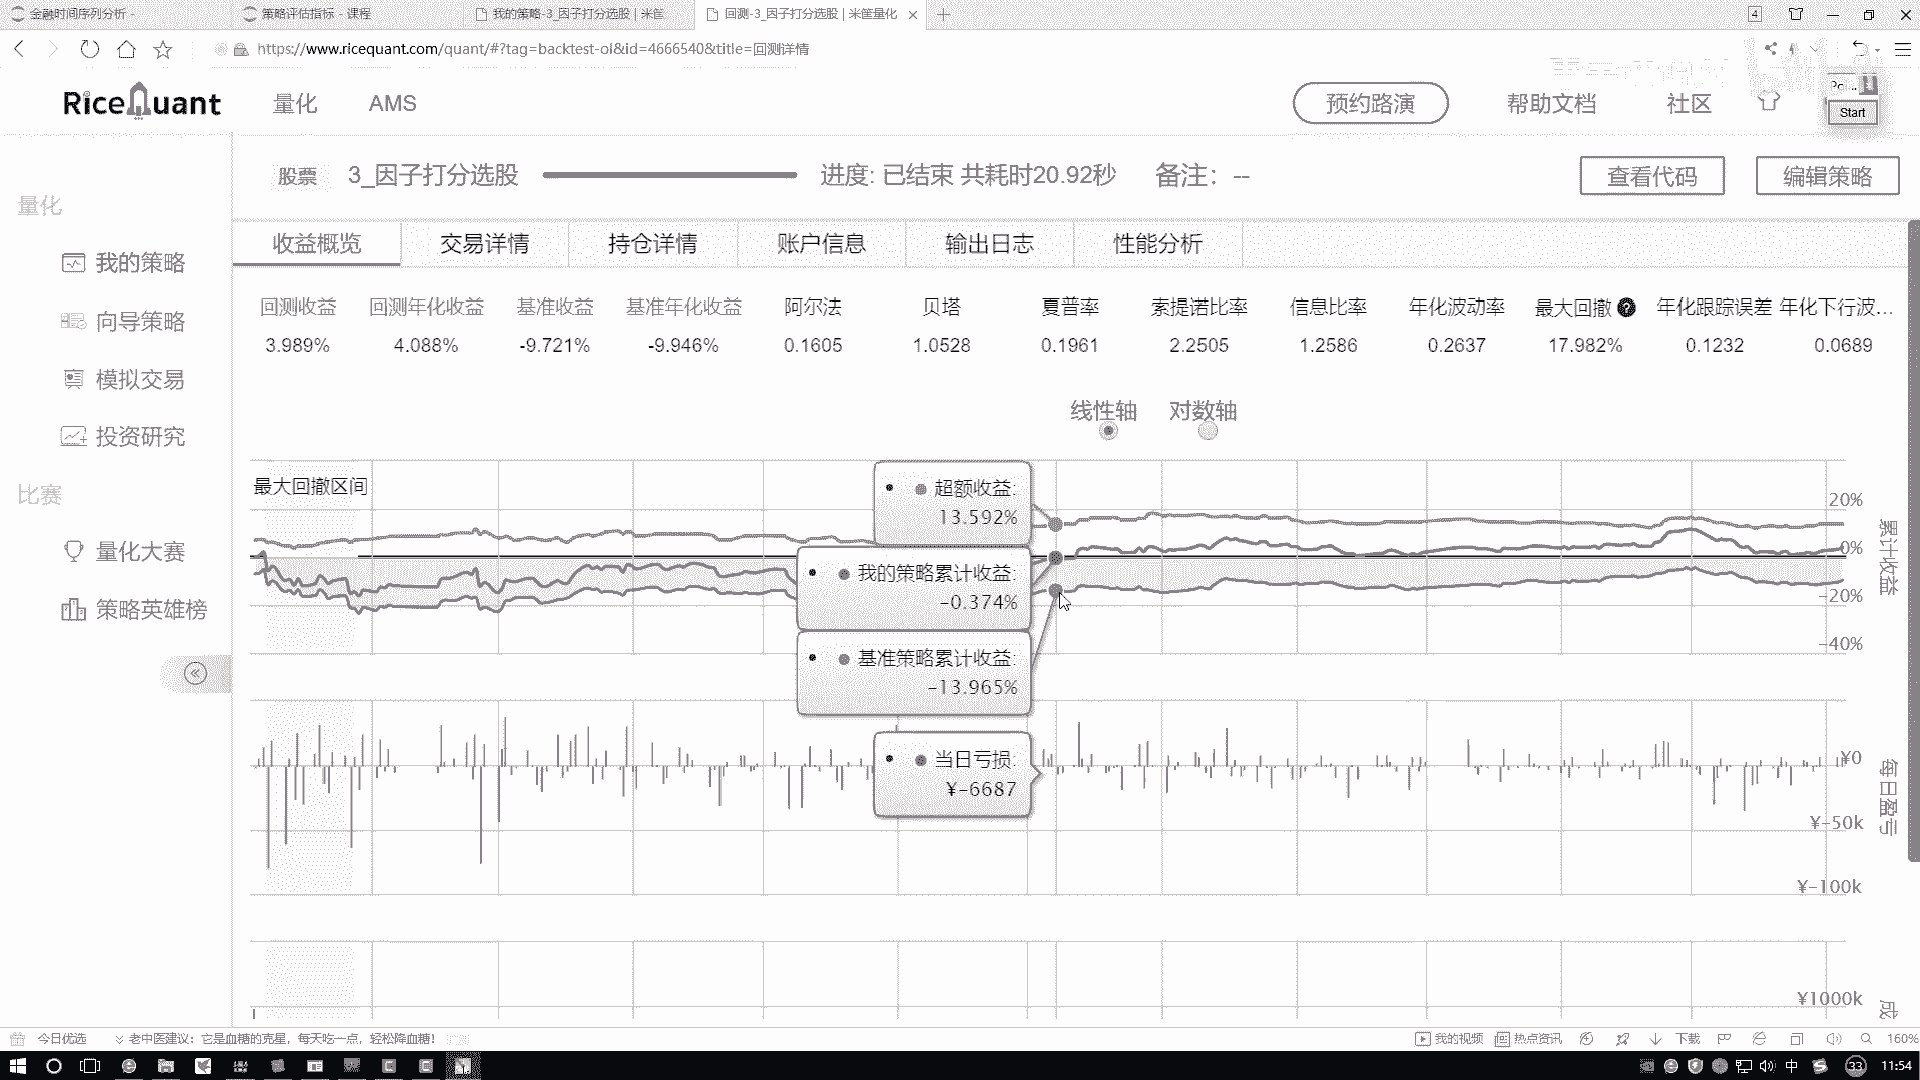 金融时间序列分析 -
策略评估指标 - 课程
我的策略-3_因子打分选股 | 米筐
回测-3_因子打分选股 | 米筐量化
4
https://www.ricequant.com/quant/#?tag=backtest-ol&id=4666540&title=回测详情
RiceQuant
量化
AMS
预约路演
帮助文档
社区
Start
股票
3_因子打分选股
进度: 已结束 共耗时20.92秒
备注: --
查看代码
编辑策略
量化
我的策略
向导策略
模拟交易
投资研究
比赛
量化大赛
策略英雄榜
收益概览
交易详情
持仓详情
账户信息
输出日志
性能分析
回测收益 回测年化收益 基准收益 基准年化收益 阿尔法 贝塔 夏普率 索提诺比率 信息比率 年化波动率 最大回撤 年化跟踪误差 年化下行波...
3.989% 4.088% -9.721% -9.946% 0.1605 1.0528 0.1961 2.2505 1.2586 0.2637 17.982% 0.1232 0.0689
线性轴 对数轴
最大回撤区间
超额收益:
13.592%
我的策略累计收益:
-0.374%
基准策略累计收益:
-13.965%
当日亏损:
¥-6687
20%
0%
-20%
-40%
累计收益
¥0
¥-50k
¥-100k
每日盈亏
¥1000k
成
今日优选
老中医建议：它是血糖的克星，每天吃一点，轻松降血糖！
我的视频
热点资讯
下载
160%
中
33
11:54